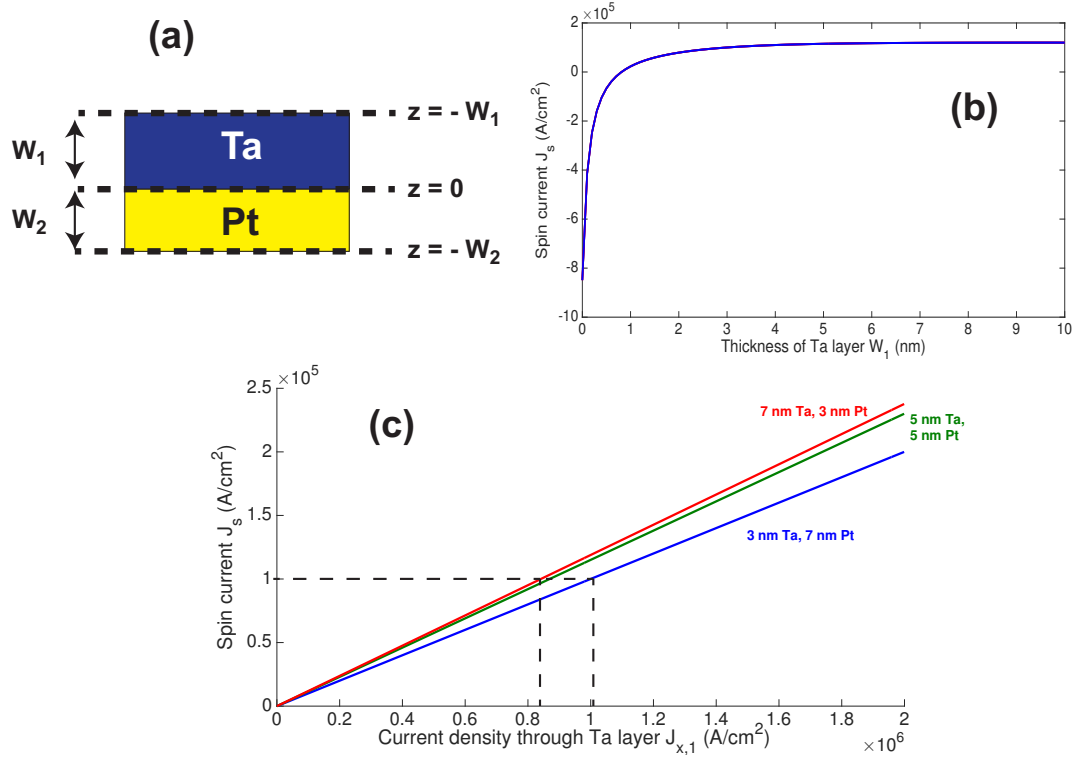 (a)
z = - W1
W1
Ta
z = 0
W2
Pt
z = - W2
×10^5
2
0
-2
-4
-6
-8
-10
Spin current Js (A/cm2)
(b)
0 1 2 3 4 5 6 7 8 9 10
Thickness of Ta layer W1 (nm)
×10^5
2.5
2
1.5
1
0.5
0
Spin current Js (A/cm2)
(c)
7 nm Ta, 3 nm Pt
5 nm Ta,
5 nm Pt
3 nm Ta, 7 nm Pt
0 0.2 0.4 0.6 0.8 1 1.2 1.4 1.6 1.8 2
Current density through Ta layer Jx,1 (A/cm2)
×10^6